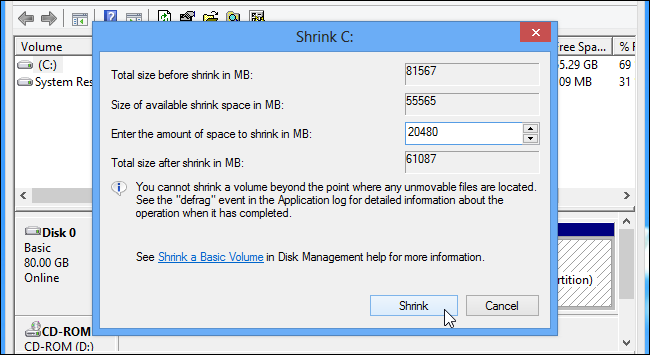 Shrink C:
Volume
Free Spa...
% F
(C:)
55.29 GB
69
System Res
09 MB
31
Total size before shrink in MB:
81567
Size of available shrink space in MB:
55565
Enter the amount of space to shrink in MB:
20480
Total size after shrink in MB:
61087
You cannot shrink a volume beyond the point where any unmovable files are located.
See the "defrag" event in the Application log for detailed information about the
operation when it has completed.
See Shrink a Basic Volume in Disk Management help for more information.
Shrink
Cancel
Disk 0
Basic
80.00 GB
Online
rtition)
CD-ROM
CD-ROM (D:)